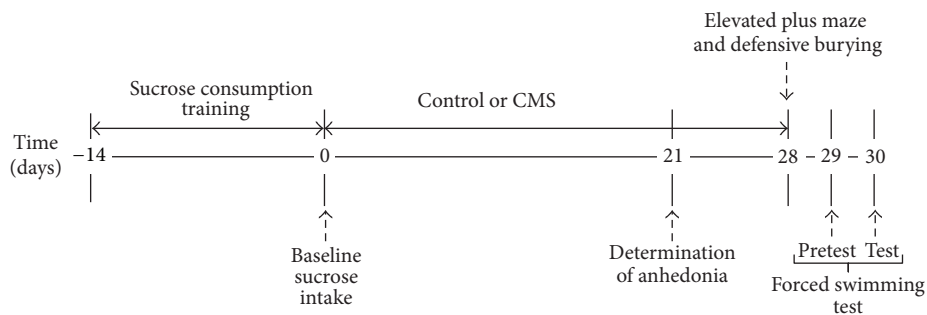 Elevated plus maze
and defensive burying
Sucrose consumption
training
Control or CMS
Time
(days)
−14
0
21
28
29
30
Baseline
sucrose
intake
Determination
of anhedonia
Pretest Test
Forced swimming
test